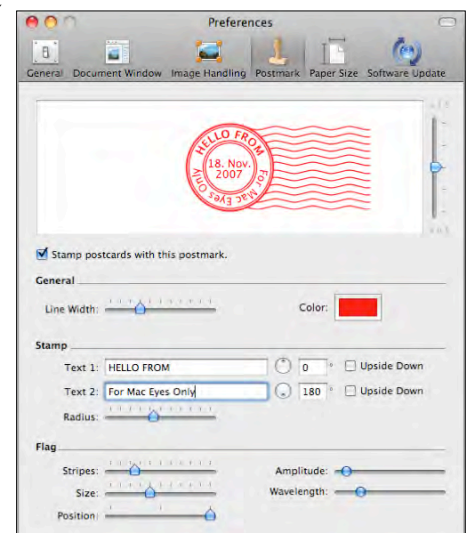 Preferences
General Document Window Image Handling Postmark Paper Size Software Update
HELLO FROM
18. Nov.
2007
For Mac Eyes Only
Stamp postcards with this postmark.
General
Line Width: Color:
Stamp
Text 1: HELLO FROM 0 ° Upside Down
Text 2: For Mac Eyes Only 180 ° Upside Down
Radius:
Flag
Stripes: Amplitude:
Size: Wavelength:
Position: